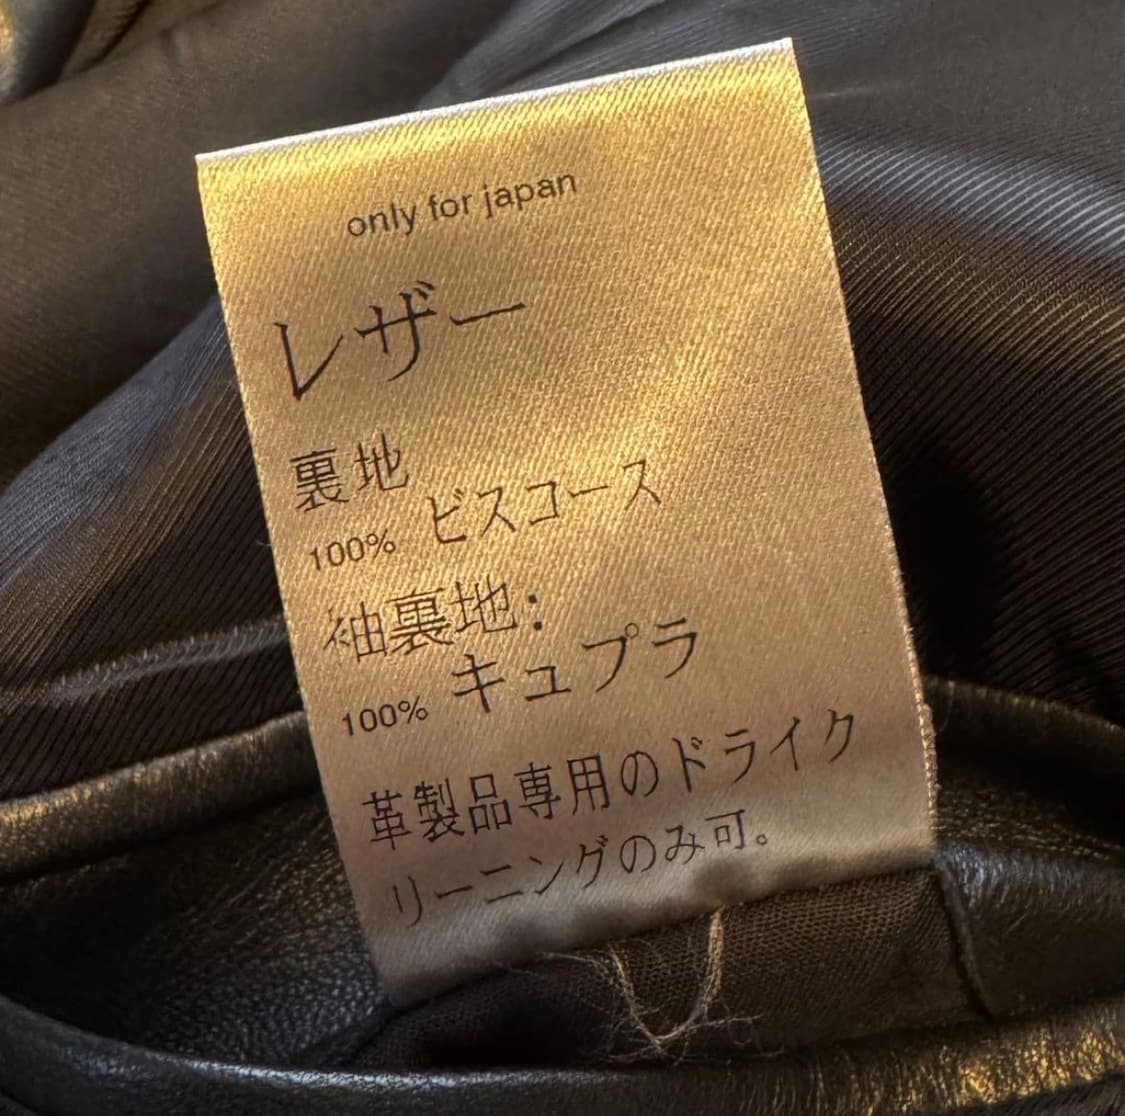 only for japan
レザー
裏地
100% ビスコース
袖裏地:
100% キュプラ
革製品専用のドライク
リーニングのみ可。